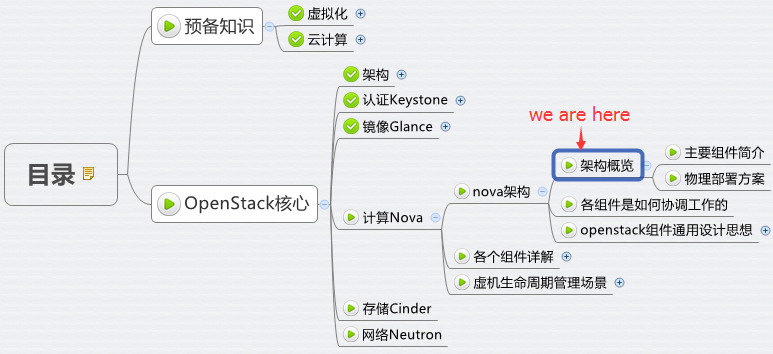 目录
预备知识
虚拟化
云计算
OpenStack核心
架构
认证Keystone
镜像Glance
计算Nova
nova架构
we are here
架构概览
主要组件简介
物理部署方案
各组件是如何协调工作的
openstack组件通用设计思想
各个组件详解
虚机生命周期管理场景
存储Cinder
网络Neutron